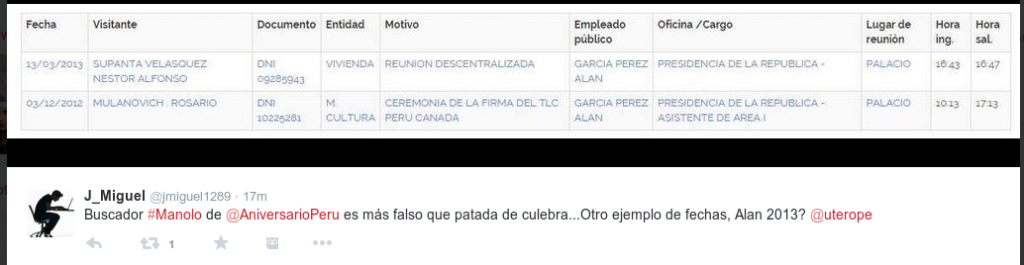 Fecha Visitante Documento Entidad Motivo Empleado público Oficina /Cargo Lugar de reunión Hora ing. Hora sal.
13/03/2013 SUPANTA VELASQUEZ NESTOR ALFONSO DNI 09285943 VIVIENDA REUNION DESCENTRALIZADA GARCIA PEREZ ALAN PRESIDENCIA DE LA REPUBLICA - PALACIO 16:43 16:47
03/12/2012 MULANOVICH . ROSARIO DNI 10225281 M. CULTURA CEREMONIA DE LA FIRMA DEL TLC PERU CANADA GARCIA PEREZ ALAN PRESIDENCIA DE LA REPUBLICA - ASISTENTE DE AREA I PALACIO 10:13 17:13
J_Miguel @jmiguel1289 · 17m
Buscador #Manolo de @AniversarioPeru es más falso que patada de culebra...Otro ejemplo de fechas, Alan 2013? @uterope
1